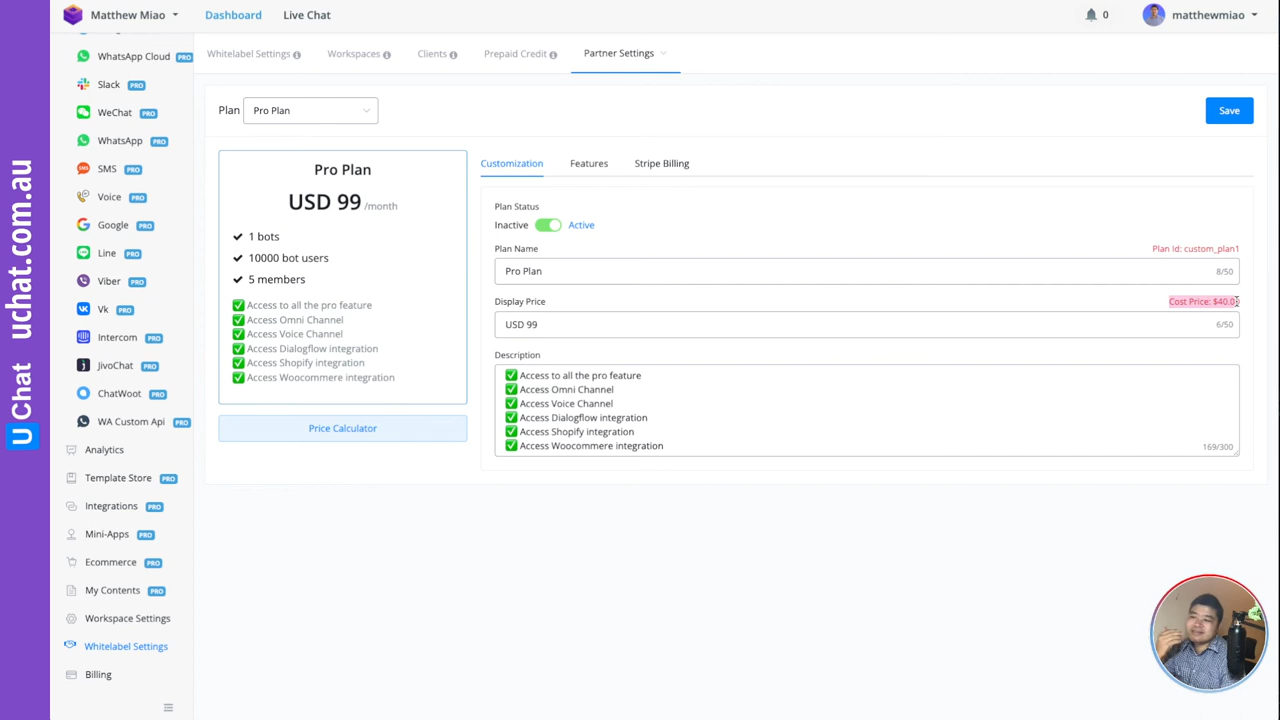 Matthew Miao
Dashboard
Live Chat
0
matthewmiao
WhatsApp Cloud PRO
Slack PRO
WeChat PRO
WhatsApp PRO
SMS PRO
Voice PRO
Google PRO
Line PRO
Viber PRO
Vk PRO
Intercom PRO
JivoChat PRO
ChatWoot PRO
WA Custom Api PRO
Analytics
Template Store PRO
Integrations PRO
Mini-Apps PRO
Ecommerce PRO
My Contents PRO
Workspace Settings
Whitelabel Settings
Billing
U Chat uchat.com.au
Whitelabel Settings
Workspaces
Clients
Prepaid Credit
Partner Settings
Plan Pro Plan
Save
Pro Plan
USD 99 /month
1 bots
10000 bot users
5 members
Access to all the pro feature
Access Omni Channel
Access Voice Channel
Access Dialogflow integration
Access Shopify integration
Access Woocommere integration
Price Calculator
Customization
Features
Stripe Billing
Plan Status
Inactive Active
Plan Name
Plan Id: custom_plan1
Pro Plan
8/50
Display Price
Cost Price: $40.0
USD 99
6/50
Description
Access to all the pro feature
Access Omni Channel
Access Voice Channel
Access Dialogflow integration
Access Shopify integration
Access Woocommere integration
169/300